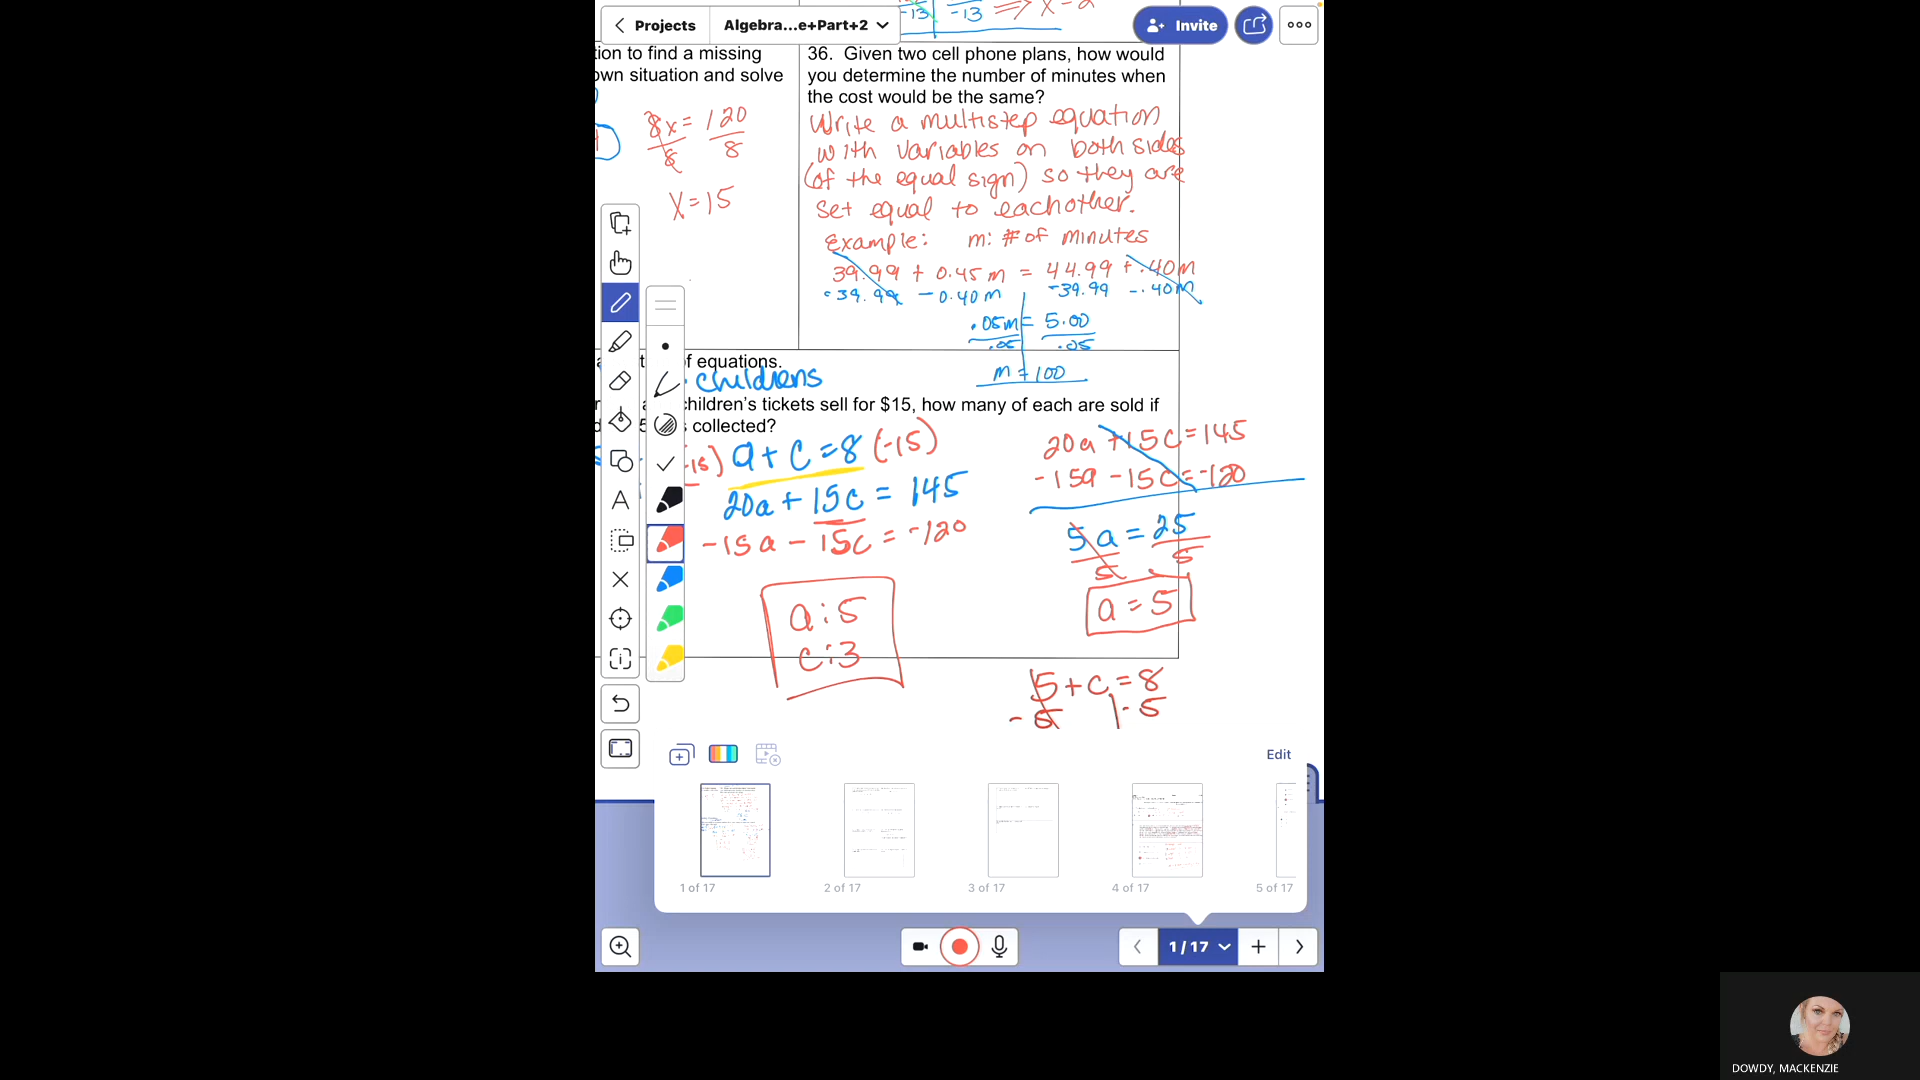 Projects
Algebra...e+Part+2
-13 -13 => x = a
Invite
tion to find a missing
own situation and solve
8x = 120
8 8
x = 15
36. Given two cell phone plans, how would
you determine the number of minutes when
the cost would be the same?
Write a multistep equation
with variables on both sides
(of the equal sign) so they are
set equal to eachother.
Example: m: # of minutes
39.99 + 0.45m = 44.99 + .40m
-39.99 -0.40m -39.99 -.40m
.05m = 5.00
.05 .05
m = 100
f equations.
childrens
children's tickets sell for $15, how many of each are sold if
collected?
-15) a + c = 8 (-15)
20a + 15c = 145
-15a - 15c = -120
a: 5
c: 3
20a + 15c = 145
-15a - 15c = -120
5a = 25
5 5
a = 5
5 + c = 8
-5 -5
A
Edit
1 of 17
2 of 17
3 of 17
4 of 17
5 of 17
1 / 17
DOWDY, MACKENZIE